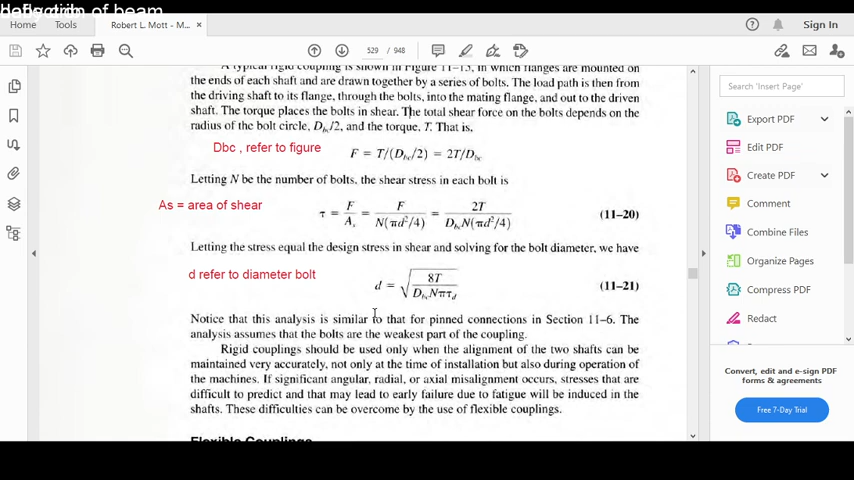 deflection of beam
Home
Tools
Robert L. Mott - M...
×
Sign In
529 / 948
A typical rigid coupling is shown in Figure 11-15, in which flanges are mounted on
the ends of each shaft and are drawn together by a series of bolts. The load path is then from
the driving shaft to its flange, through the bolts, into the mating flange, and out to the driven
shaft. The torque places the bolts in shear. The total shear force on the bolts depends on the
radius of the bolt circle, Dbc/2, and the torque, T. That is,
Dbc , refer to figure
F = T/(Dbc/2) = 2T/Dbc
Letting N be the number of bolts, the shear stress in each bolt is
As = area of shear
τ = F/As = F/N(πd²/4) = 2T/DbcN(πd²/4) (11-20)
Letting the stress equal the design stress in shear and solving for the bolt diameter, we have
d refer to diameter bolt
d = √8T/DbcNπτd (11-21)
Notice that this analysis is similar to that for pinned connections in Section 11-6. The
analysis assumes that the bolts are the weakest part of the coupling.
Rigid couplings should be used only when the alignment of the two shafts can be
maintained very accurately, not only at the time of installation but also during operation of
the machines. If significant angular, radial, or axial misalignment occurs, stresses that are
difficult to predict and that may lead to early failure due to fatigue will be induced in the
shafts. These difficulties can be overcome by the use of flexible couplings.
Flexible Couplings
Search 'Insert Page'
Export PDF
Edit PDF
Create PDF
Comment
Combine Files
Organize Pages
Compress PDF
Redact
Convert, edit and e-sign PDF
forms & agreements
Free 7-Day Trial